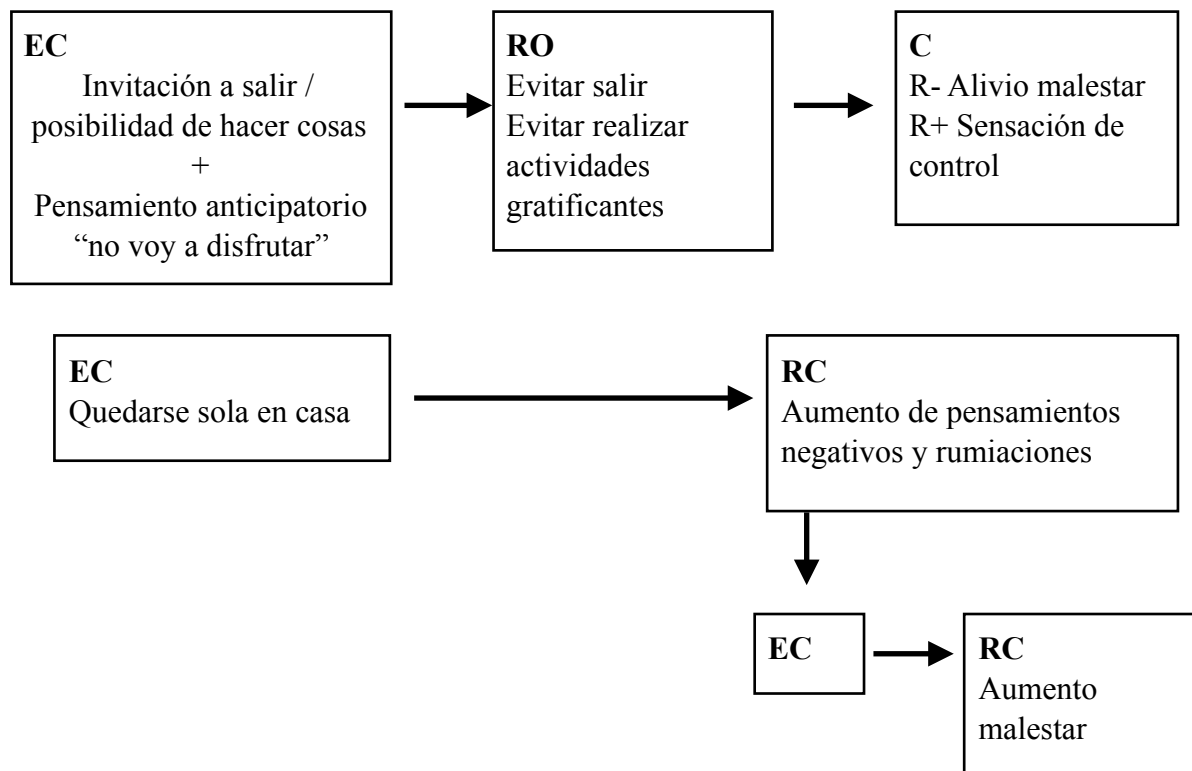 EC
Invitación a salir /
posibilidad de hacer cosas
+
Pensamiento anticipatorio
“no voy a disfrutar”
RO
Evitar salir
Evitar realizar
actividades
gratificantes
C
R- Alivio malestar
R+ Sensación de
control
EC
Quedarse sola en casa
RC
Aumento de pensamientos
negativos y rumiaciones
EC
RC
Aumento
malestar